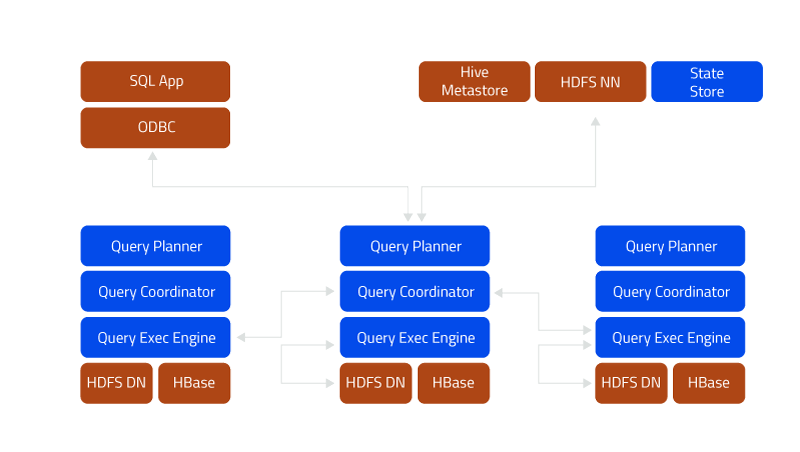 SQL App
ODBC
Hive
Metastore
HDFS NN
State
Store
Query Planner
Query Coordinator
Query Exec Engine
HDFS DN
HBase
Query Planner
Query Coordinator
Query Exec Engine
HDFS DN
HBase
Query Planner
Query Coordinator
Query Exec Engine
HDFS DN
HBase